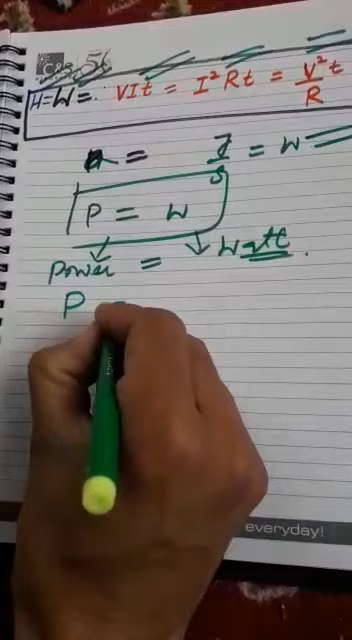 H=W= VIt = I²Rt = V²t/R
= J/S = W
P = W
Power = Watt.
P =
everyday!